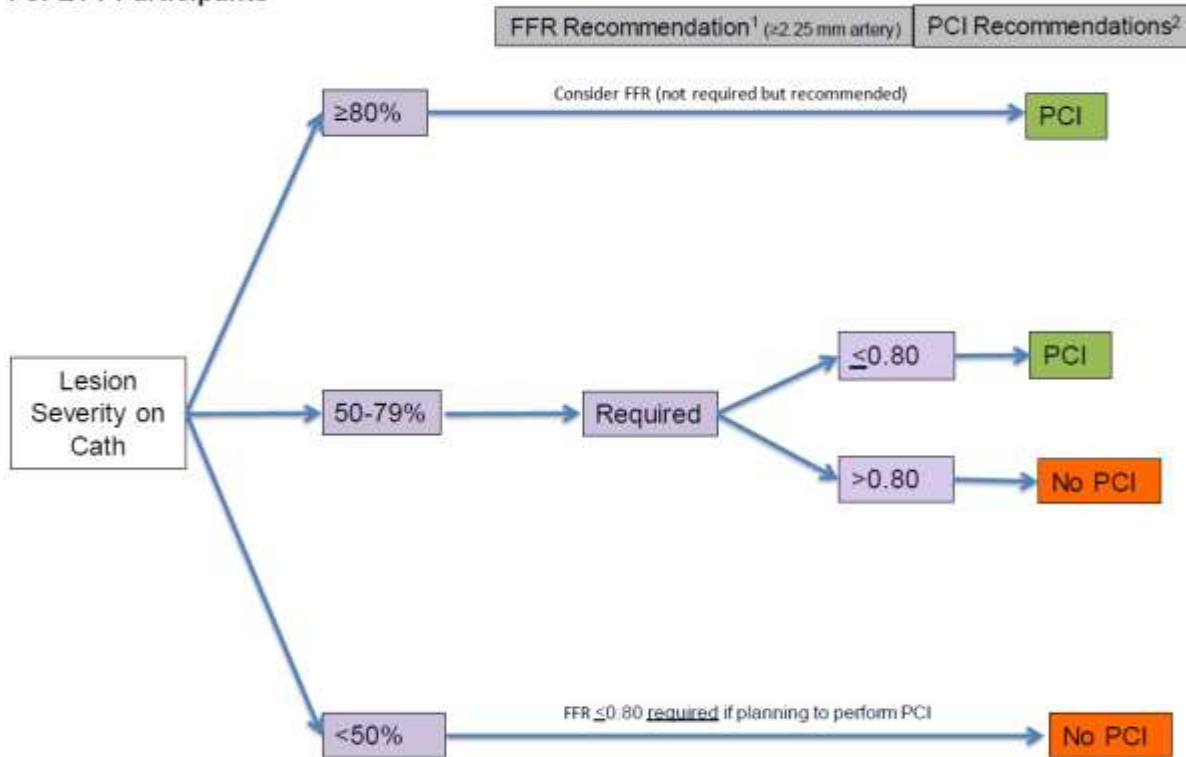 FFR Recommendation¹ (≥2.25 mm artery)
PCI Recommendations²
≥80%
Consider FFR (not required but recommended)
PCI
Lesion
Severity on
Cath
50-79%
Required
≤0.80
PCI
>0.80
No PCI
<50%
FFR ≤0.80 required if planning to perform PCI
No PCI